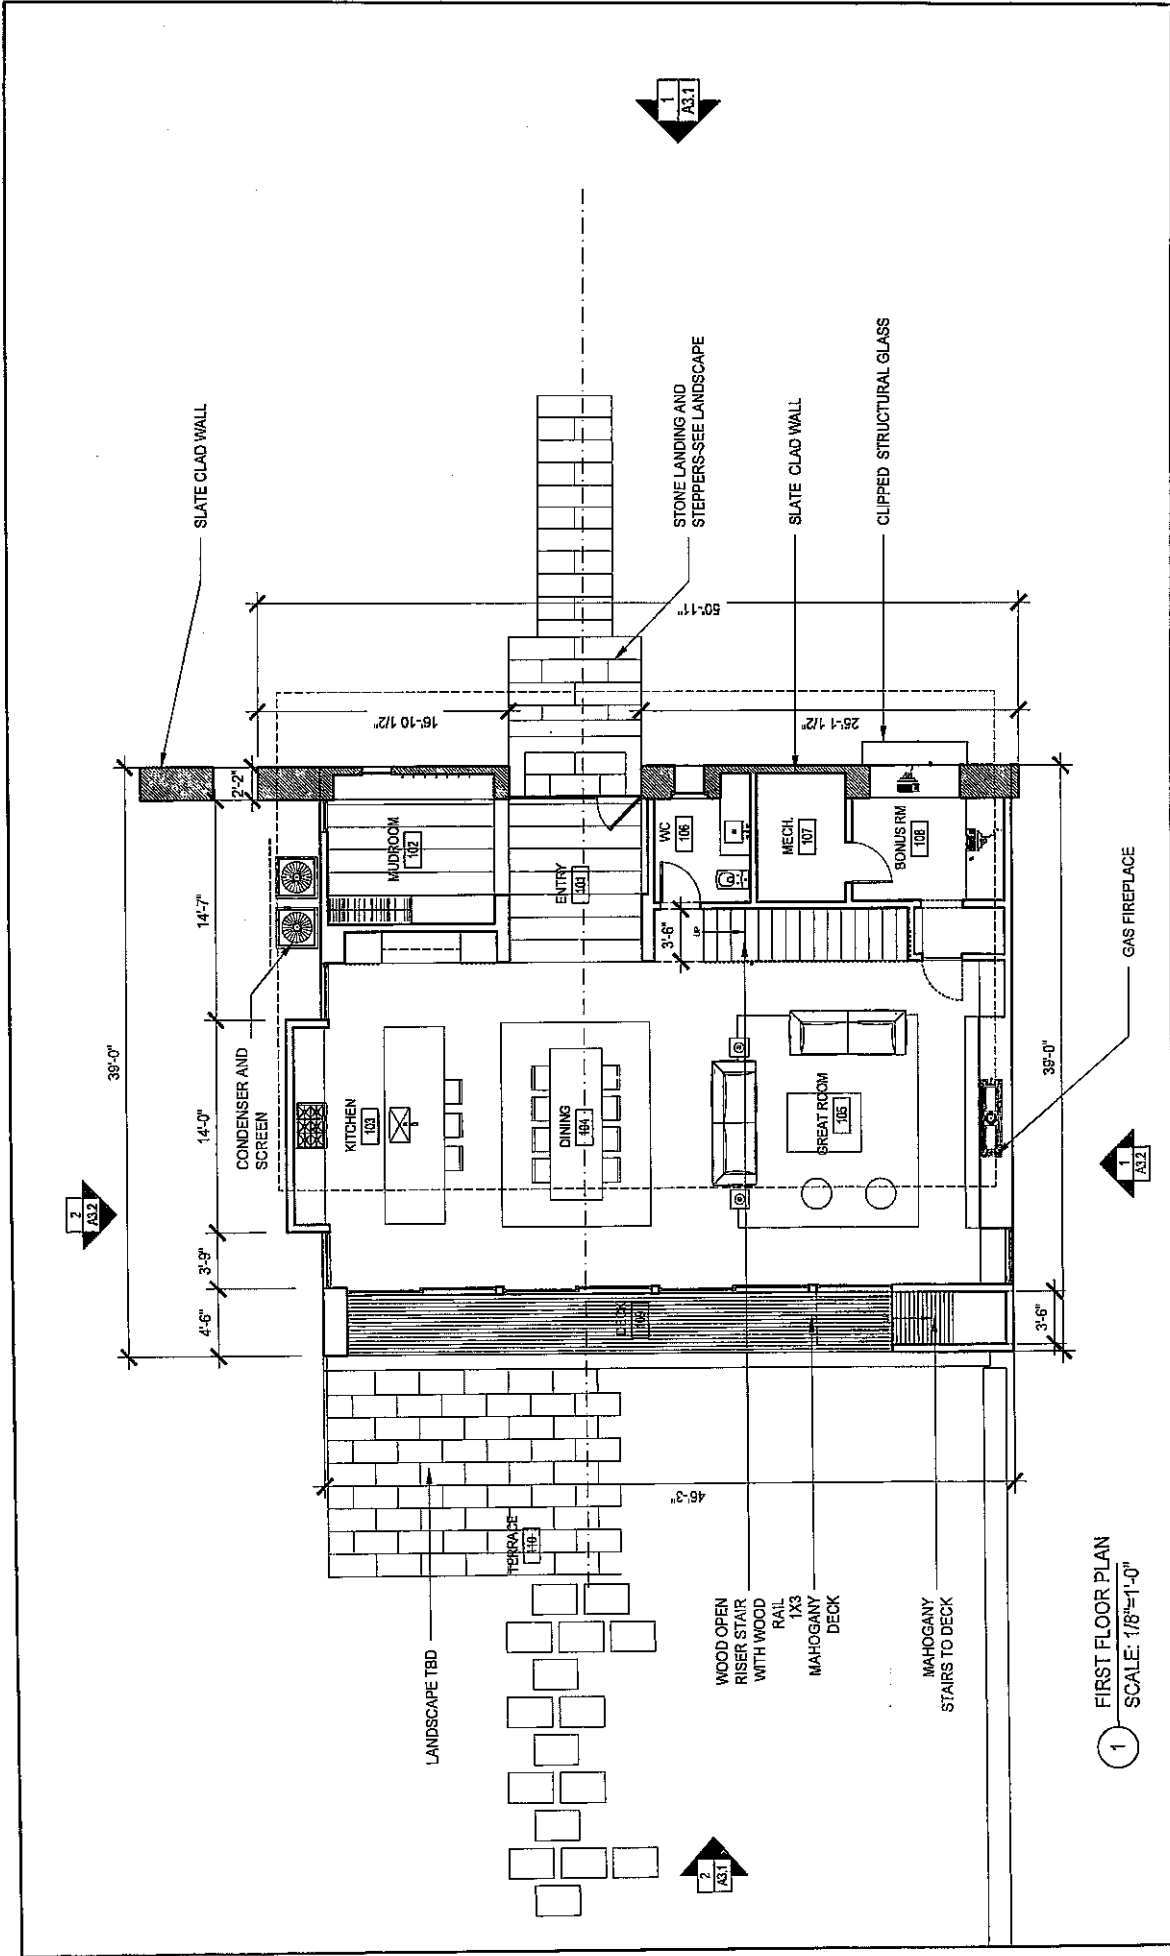 SLATE CLAD WALL
STONE LANDING AND
STEPPERS-SEE LANDSCAPE
SLATE CLAD WALL
CLIPPED STRUCTURAL GLASS
1
A3.1
50'-11"
16'-10 1/2"
25'-1 1/2"
39'-0"
2'-2"
14'-7"
14'-0"
3'-9"
4'-6"
CONDENSER AND
SCREEN
MUDROOM
102
ENTRY
101
WC
106
MECH.
107
BONUS RM
108
3'-6"
UP
KITCHEN
103
DINING
104
GREAT ROOM
105
GAS FIREPLACE
39'-0"
3'-6"
DECK
109
2
A3.2
1
A3.2
46'-3"
TERRACE
110
LANDSCAPE TBD
WOOD OPEN
RISER STAIR
WITH WOOD
RAIL
1X3
MAHOGANY
DECK
MAHOGANY
STAIRS TO DECK
2
A3.1
1
FIRST FLOOR PLAN
SCALE: 1/8"=1'-0"